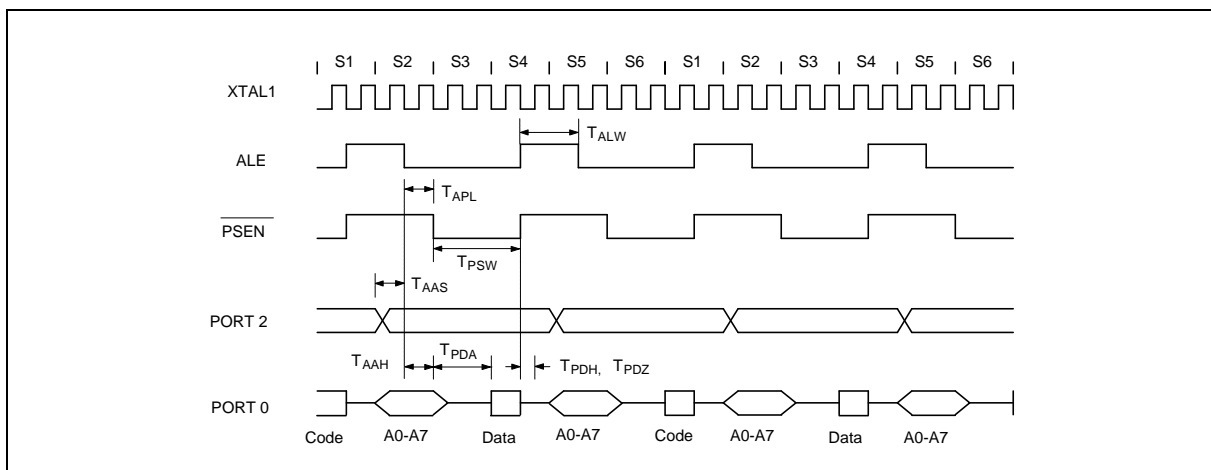 S1 S2 S3 S4 S5 S6 S1 S2 S3 S4 S5 S6
XTAL1
TALW
ALE
TAPL
PSEN
TPSW
TAAS
PORT 2
TAAH TPDA TPDH, TPDZ
PORT 0
Code A0-A7 Data A0-A7 Code A0-A7 Data A0-A7